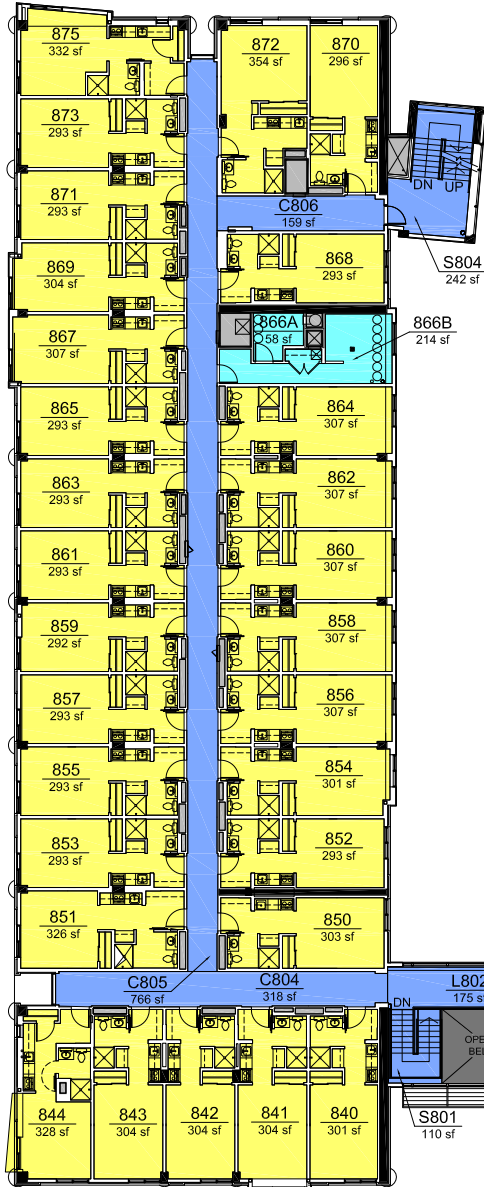 875
332 sf
872
354 sf
870
296 sf
873
293 sf
871
293 sf
DN
UP
C806
159 sf
S804
242 sf
869
304 sf
868
293 sf
867
307 sf
866A
58 sf
866B
214 sf
865
293 sf
864
307 sf
863
293 sf
862
307 sf
861
293 sf
860
307 sf
859
292 sf
858
307 sf
857
293 sf
856
307 sf
855
293 sf
854
301 sf
853
293 sf
852
293 sf
851
326 sf
850
303 sf
C805
766 sf
C804
318 sf
L802
175 sf
DN
OPE
BEL
844
328 sf
843
304 sf
842
304 sf
841
304 sf
840
301 sf
S801
110 sf